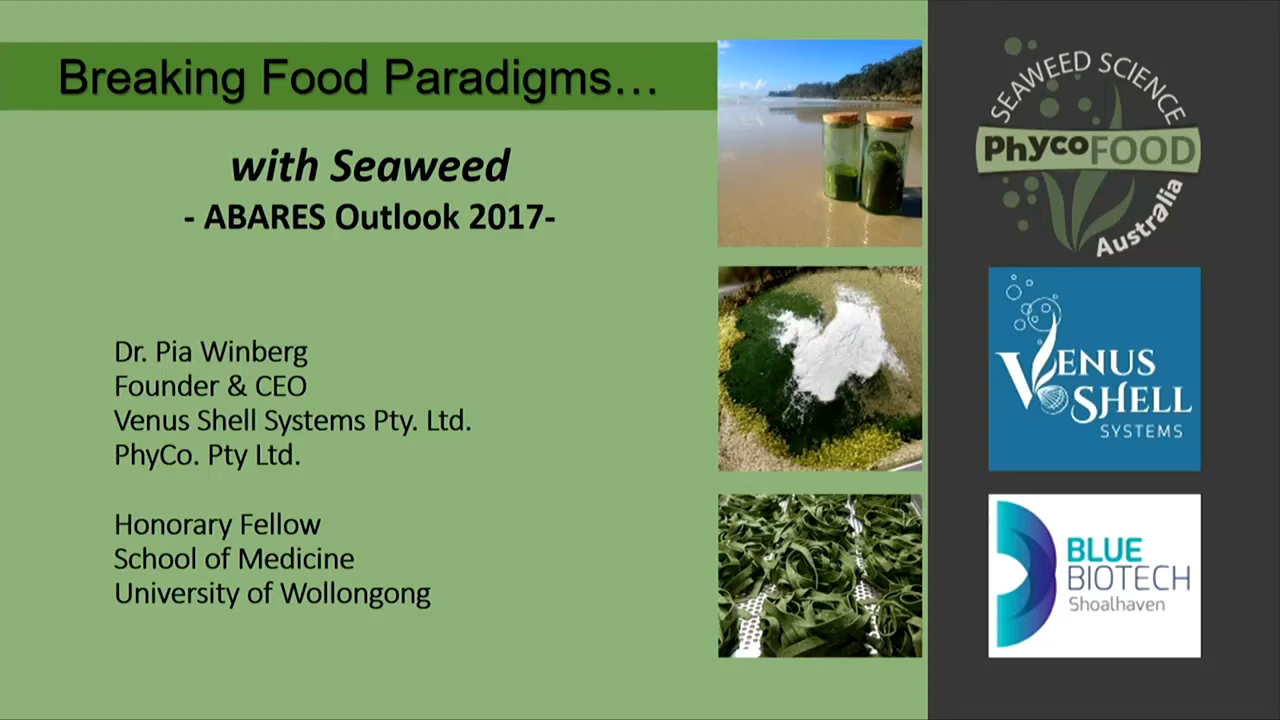 Breaking Food Paradigms…
with Seaweed
- ABARES Outlook 2017-
Dr. Pia Winberg
Founder & CEO
Venus Shell Systems Pty. Ltd.
PhyCo. Pty Ltd.
Honorary Fellow
School of Medicine
University of Wollongong
SEAWEED SCIENCE
PhycoFOOD
Australia
VENUS
SHELL
SYSTEMS
BLUE
BIOTECH
Shoalhaven